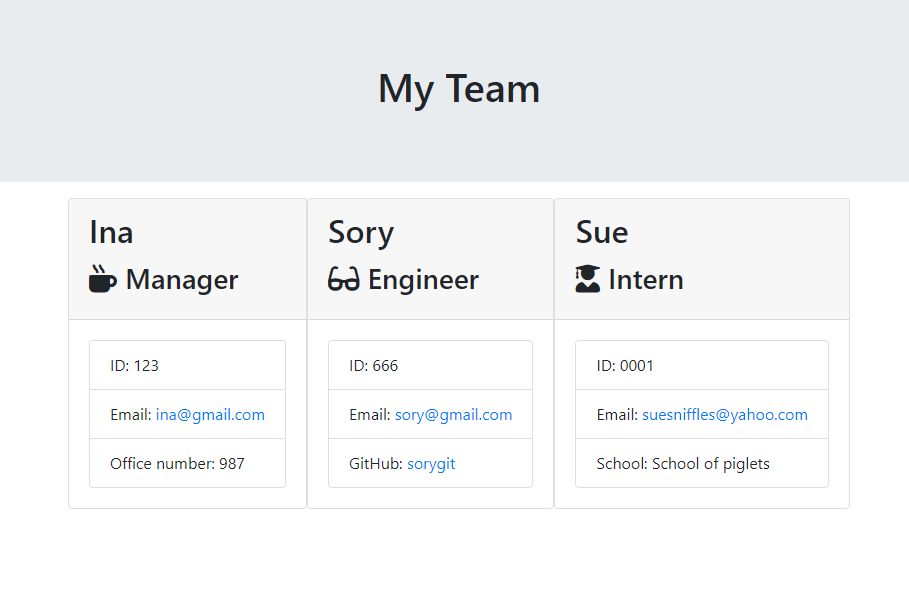 My Team
Ina
Manager
ID: 123
Email: ina@gmail.com
Office number: 987
Sory
Engineer
ID: 666
Email: sory@gmail.com
GitHub: sorygit
Sue
Intern
ID: 0001
Email: suesniffles@yahoo.com
School: School of piglets